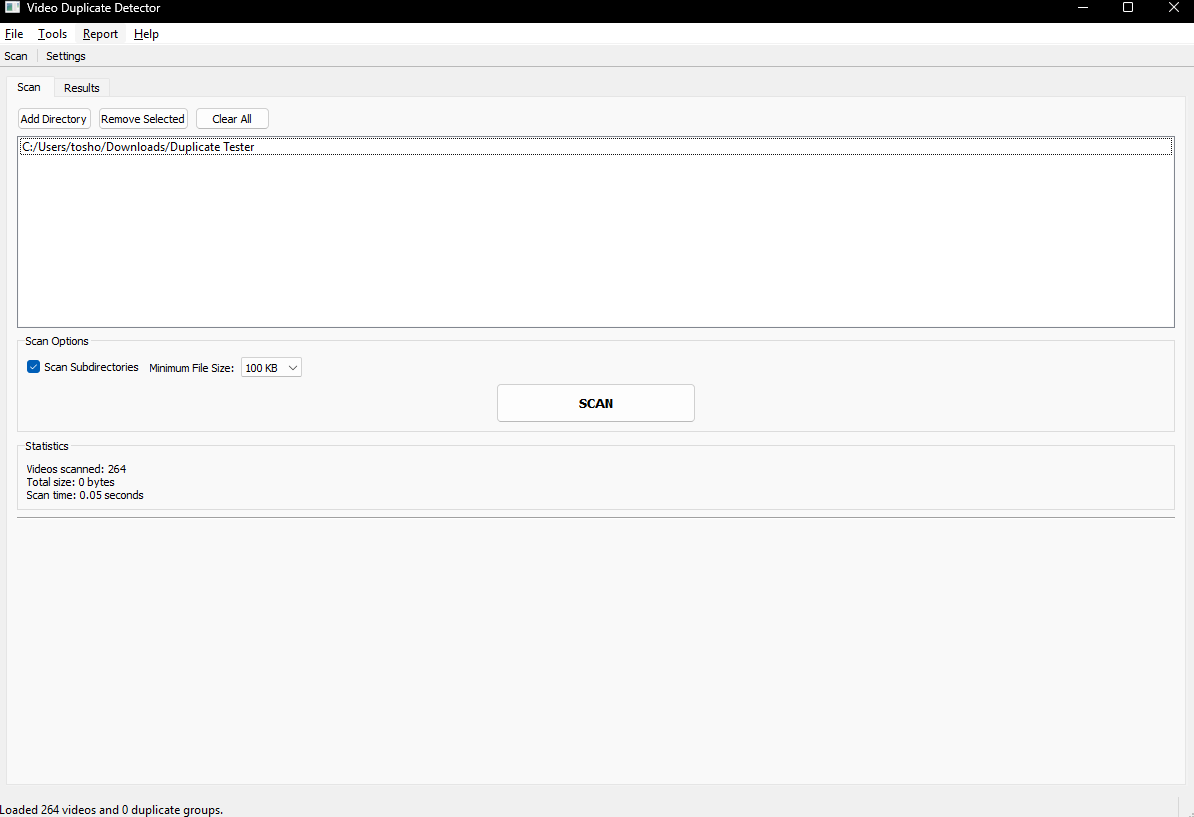 Video Duplicate Detector
File Tools Report Help
Scan Settings
Scan Results
Add Directory Remove Selected Clear All
C:/Users/tosho/Downloads/Duplicate Tester
Scan Options
Scan Subdirectories Minimum File Size: 100 KB
SCAN
Statistics
Videos scanned: 264
Total size: 0 bytes
Scan time: 0.05 seconds
Loaded 264 videos and 0 duplicate groups.